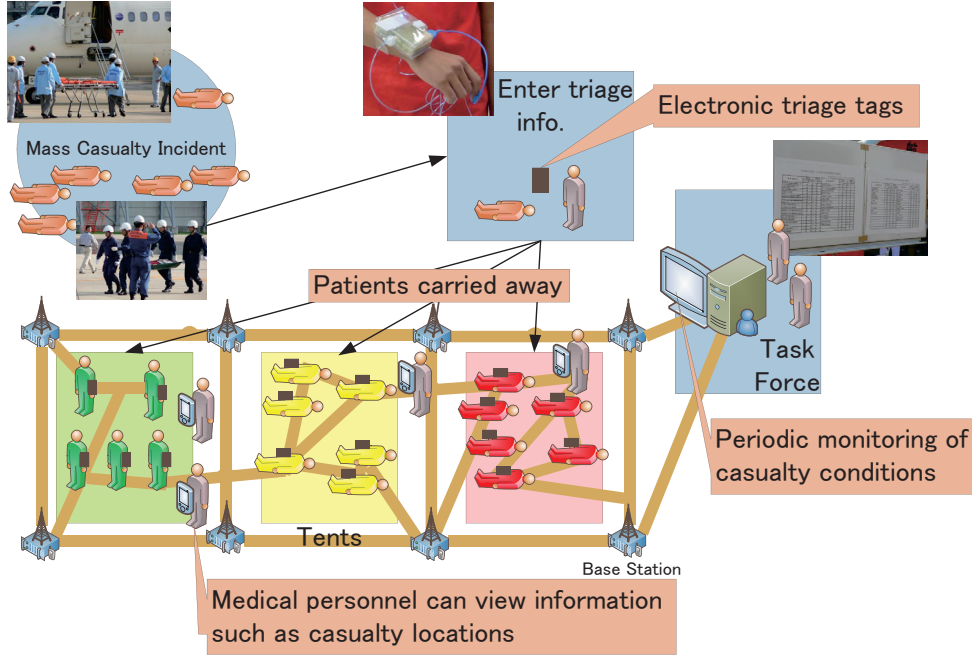 Mass Casualty Incident
Enter triage
info.
Electronic triage tags
Patients carried away
Task
Force
Periodic monitoring of
casualty conditions
Tents
Base Station
Medical personnel can view information
such as casualty locations